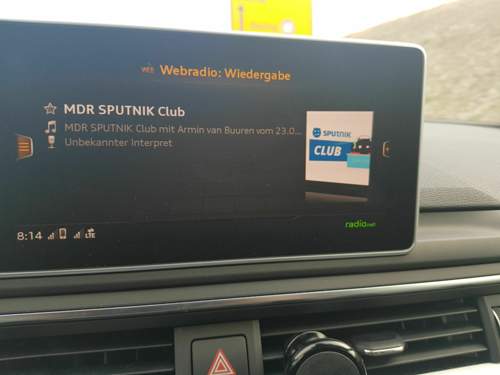 WEB Webradio: Wiedergabe
MDR SPUTNIK Club
MDR SPUTNIK Club mit Armin van Buuren vom 23.0...
Unbekannter Interpret
SPUTNIK
CLUB
8:14
LTE
radio.net